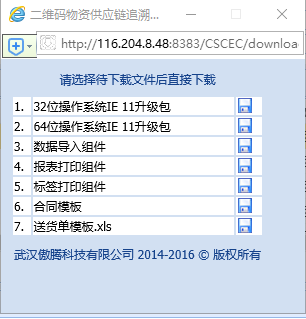 二维码物资供应链追溯...
http://116.204.8.48:8383/CSCEC/downloa
请选择待下载文件后直接下载
1. 32位操作系统IE 11升级包
2. 64位操作系统IE 11升级包
3. 数据导入组件
4. 报表打印组件
5. 标签打印组件
6. 合同模板
7. 送货单模板.xls
武汉傲腾科技有限公司 2014-2016 © 版权所有